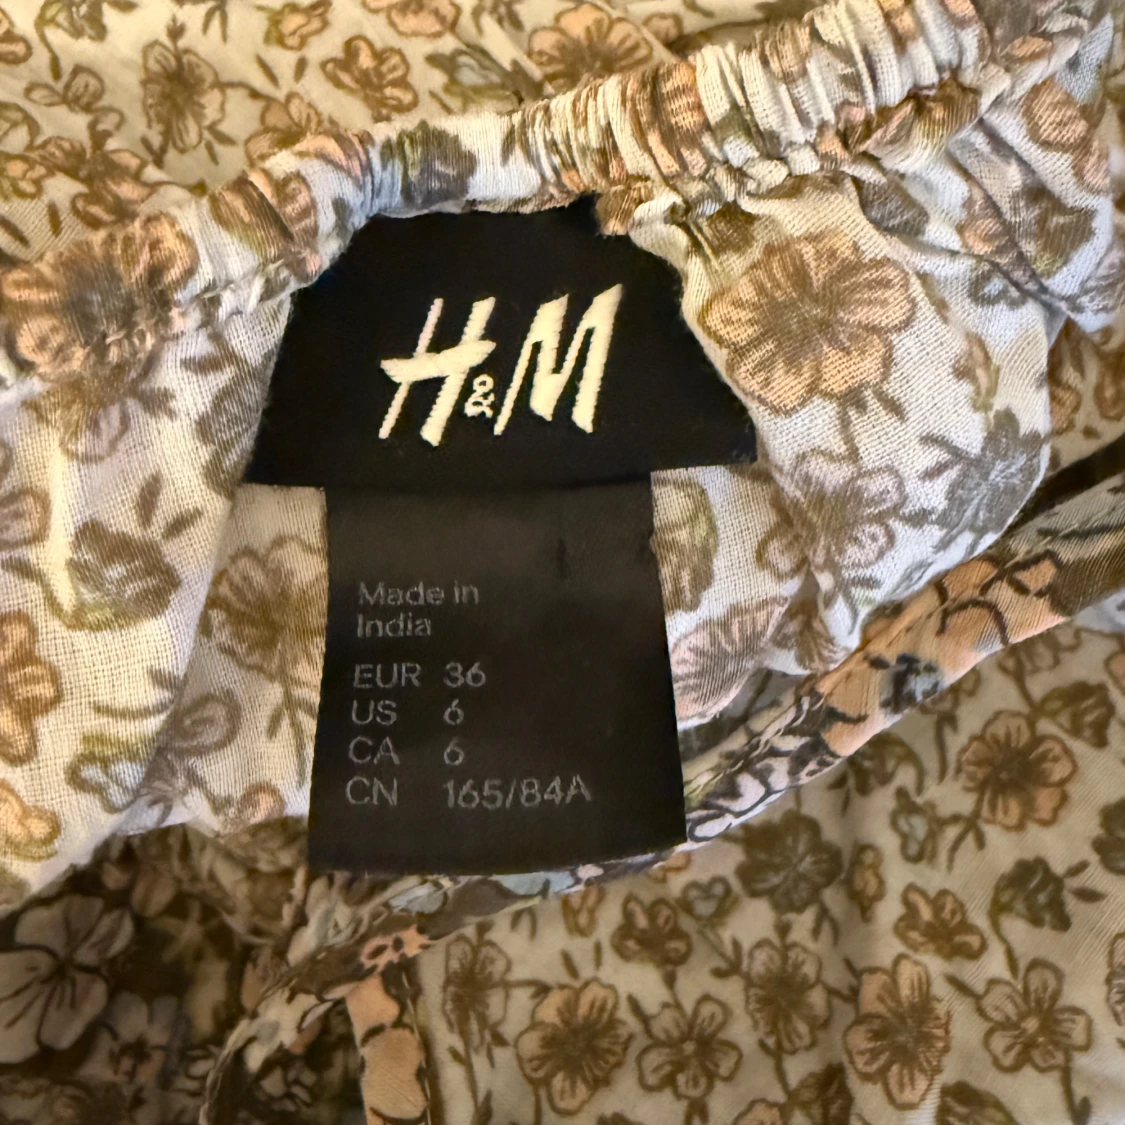 H&M
Made in
India
EUR 36
US 6
CA 6
CN 165/84A